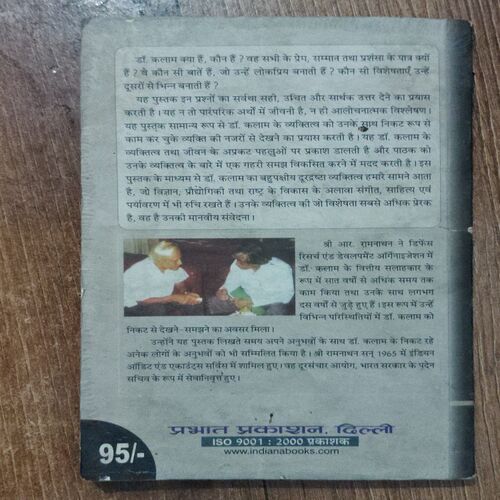 डॉ. कलाम क्या हैं, कौन हैं? वह सभी के प्रेम, सम्मान तथा प्रशंसा के पात्र क्यों
हैं? वे कौन सी बातें हैं, जो उन्हें लोकप्रिय बनाती हैं? कौन सी विशेषताएँ उन्हें
दूसरों से भिन्न बनाती हैं?
यह पुस्तक इन प्रश्नों का सर्वथा सही, उचित और सार्थक उत्तर देने का प्रयास
करती है। यह न तो पारंपरिक अर्थों में जीवनी है, न ही आलोचनात्मक विश्लेषण।
यह पुस्तक सामान्य रूप से डॉ. कलाम के व्यक्तित्व को उनके साथ निकट रूप से
काम कर चुके व्यक्ति की नजरों से देखने का प्रयास करती है। यह डॉ. कलाम के
व्यक्तित्व तथा जीवन के अप्रकट पहलुओं पर प्रकाश डालती है और पाठक को
उनके व्यक्तित्व के बारे में एक गहरी समझ विकसित करने में मदद करती है। इस
पुस्तक के माध्यम से डॉ. कलाम का बहुपक्षीय दूरद्रष्टा व्यक्तित्व हमारे सामने आता
है, जो विज्ञान, प्रौद्योगिकी तथा राष्ट्र के विकास के अलावा संगीत, साहित्य एवं
पर्यावरण में भी रुचि रखते हैं। उनके व्यक्तित्व की जो विशेषता सबसे अधिक प्रेरक
है, वह है उनकी मानवीय संवेदना।
श्री आर. रामनाथन ने डिफेंस
रिसर्च एंड डेवलपमेंट ऑर्गेनाइजेशन में
डॉ. कलाम के वित्तीय सलाहकार के
रूप में सात वर्षों से अधिक समय तक
काम किया तथा उनके साथ लगभग
दस वर्षों से जुड़े हुए हैं। इस रूप में उन्हें
विभिन्न परिस्थितियों में डॉ. कलाम को
निकट से देखने-समझने का अवसर मिला।
उन्होंने यह पुस्तक लिखते समय अपने अनुभवों के साथ डॉ. कलाम के निकट रहे
अनेक लोगों के अनुभवों को भी सम्मिलित किया है। श्री रामनाथन सन् 1965 में इंडियन
ऑडिट एंड एकाउंट्स सर्विस में शामिल हुए। वह दूरसंचार आयोग, भारत सरकार के पदेन
सचिव के रूप में सेवानिवृत्त हुए।
प्रभात प्रकाशन, दिल्ली
ISO 9001 : 2000 प्रकाशक
www.indianabooks.com
95/-